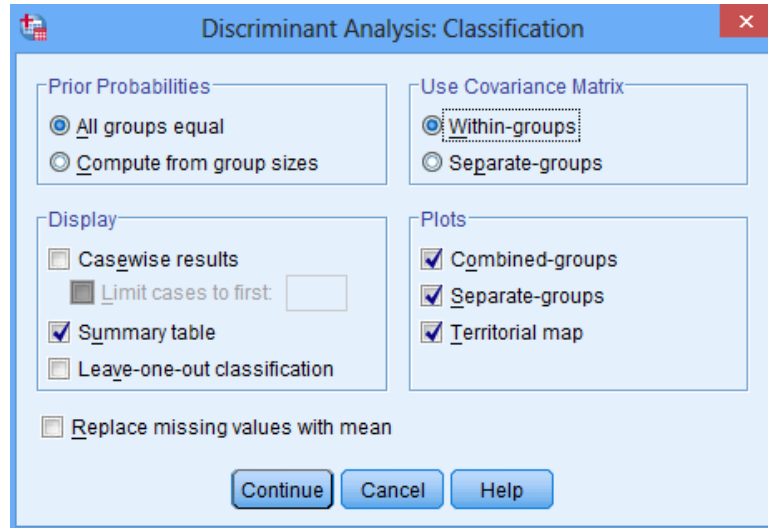 Discriminant Analysis: Classification
Prior Probabilities
All groups equal
Compute from group sizes
Use Covariance Matrix
Within-groups
Separate-groups
Display
Casewise results
Limit cases to first:
Summary table
Leave-one-out classification
Plots
Combined-groups
Separate-groups
Territorial map
Replace missing values with mean
Continue
Cancel
Help